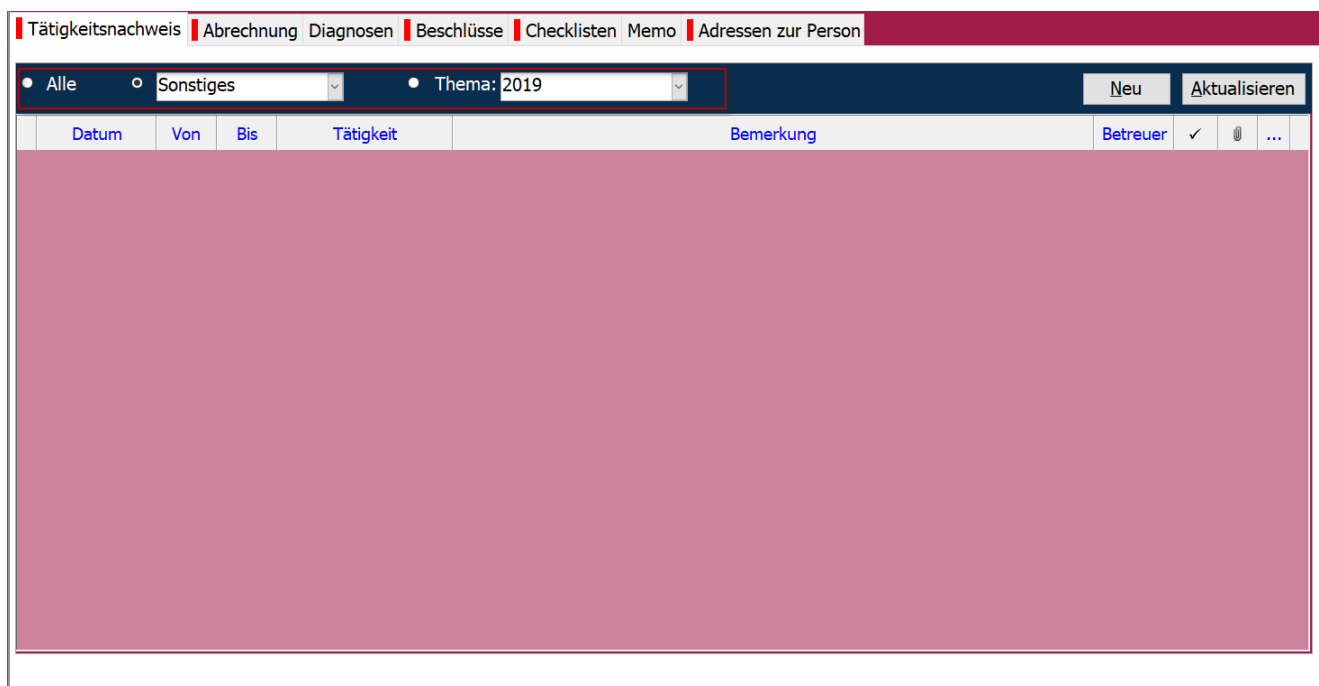 Tätigkeitsnachweis Abrechnung Diagnosen Beschlüsse Checklisten Memo Adressen zur Person
Alle Sonstiges Thema: 2019 Neu Aktualisieren
Datum Von Bis Tätigkeit Bemerkung Betreuer ✓ ...